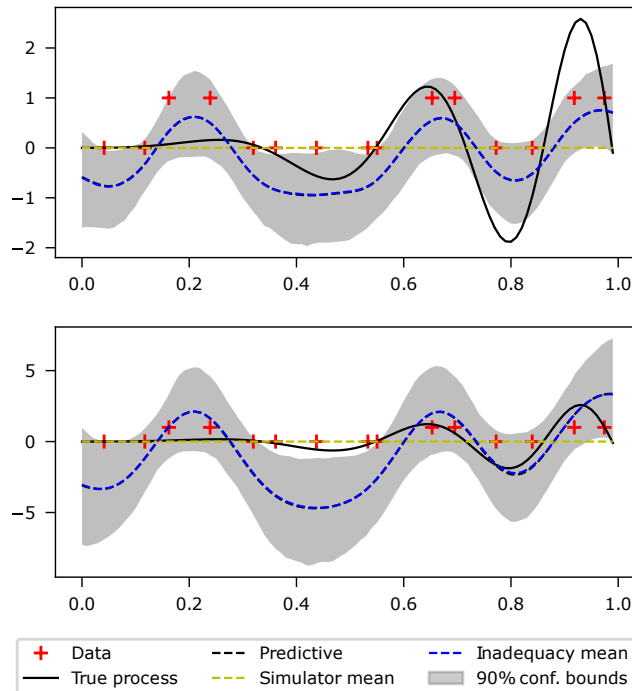 2
1
0
−1
−2
0.0 0.2 0.4 0.6 0.8 1.0
5
0
−5
0.0 0.2 0.4 0.6 0.8 1.0
Data Predictive Inadequacy mean
True process Simulator mean 90% conf. bounds